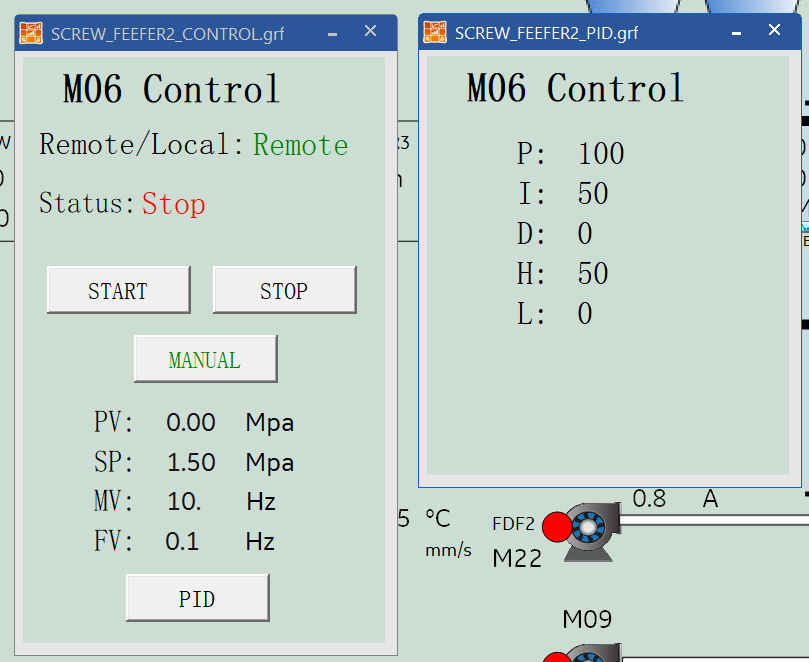 SCREW_FEEFER2_CONTROL.grf
M06 Control
Remote/Local: Remote
Status: Stop
START STOP
MANUAL
PV: 0.00 Mpa
SP: 1.50 Mpa
MV: 10. Hz
FV: 0.1 Hz
PID
SCREW_FEEFER2_PID.grf
M06 Control
P: 100
I: 50
D: 0
H: 50
L: 0
5 °C
mm/s
0.8 A
FDF2
M22
M09